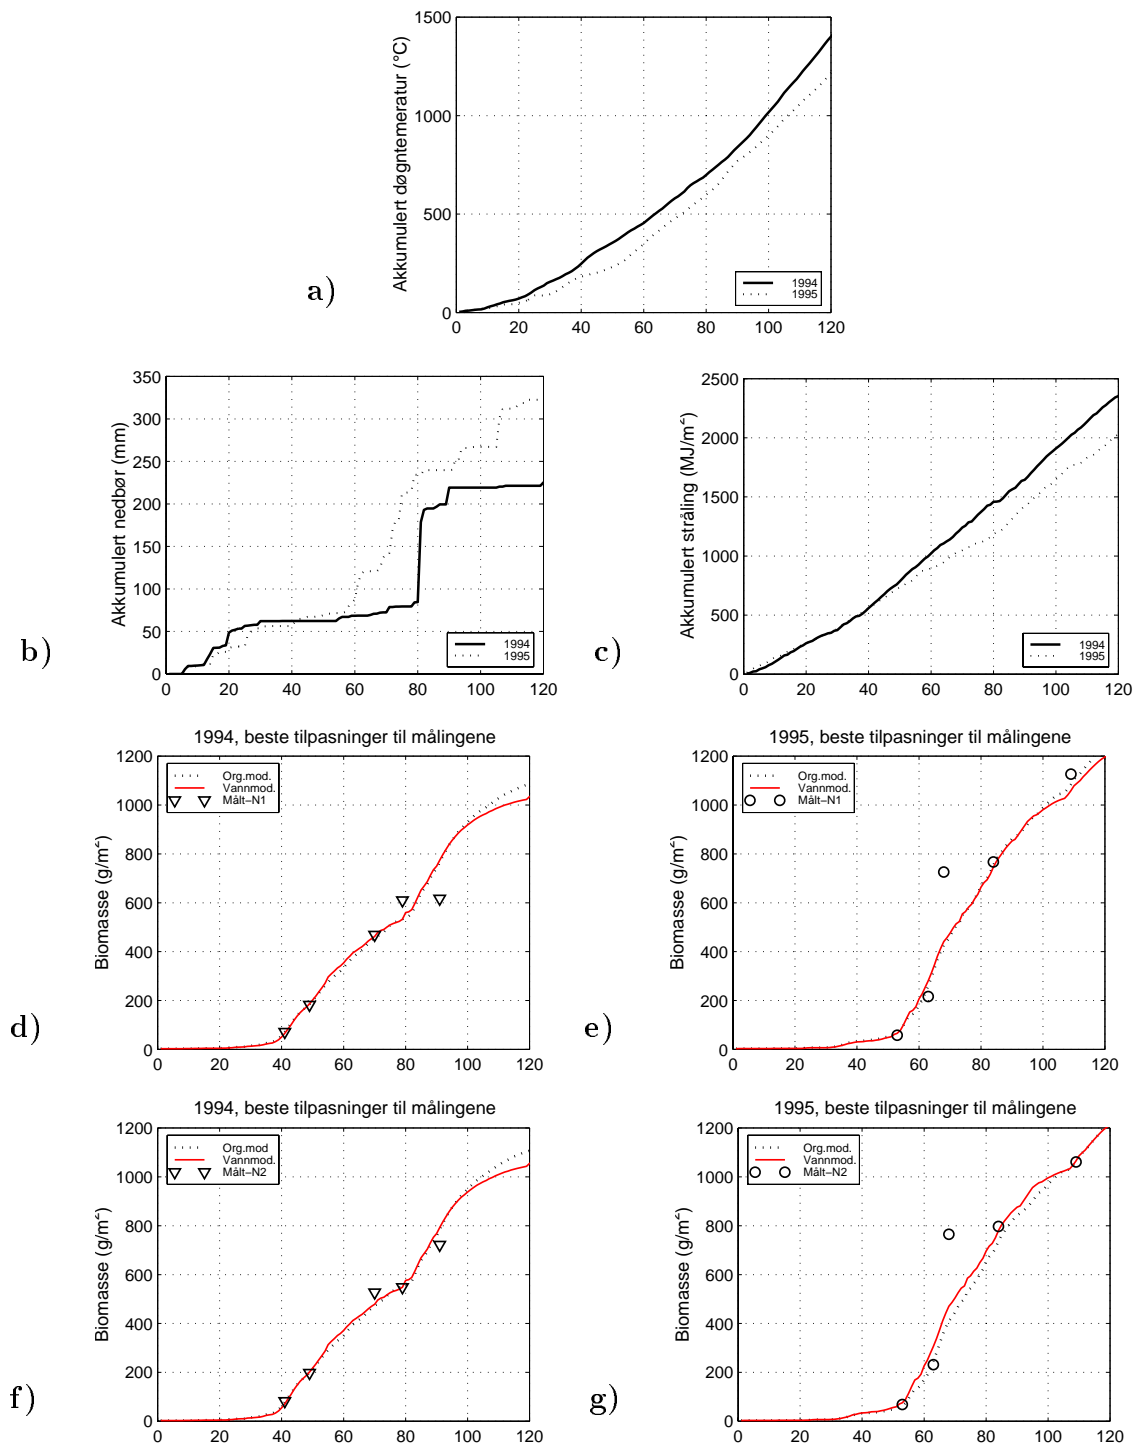 1500
1000
500
0
0 20 40 60 80 100 120
Akkumulert døgntemeratur (°C)
1994
1995
a)
350
300
250
200
150
100
50
0
0 20 40 60 80 100 120
Akkumulert nedbør (mm)
1994
1995
b)
2500
2000
1500
1000
500
0
0 20 40 60 80 100 120
Akkumulert stråling (MJ/m²)
1994
1995
c)
1994, beste tilpasninger til målingene
1200
1000
800
600
400
200
0
0 20 40 60 80 100 120
Biomasse (g/m²)
Org.mod.
Vannmod.
Målt–N1
d)
1995, beste tilpasninger til målingene
1200
1000
800
600
400
200
0
0 20 40 60 80 100 120
Biomasse (g/m²)
Org.mod.
Vannmod.
Målt–N1
e)
1994, beste tilpasninger til målingene
1200
1000
800
600
400
200
0
0 20 40 60 80 100 120
Biomasse (g/m²)
Org.mod
Vannmod.
Målt–N2
f)
1995, beste tilpasninger til målingene
1200
1000
800
600
400
200
0
0 20 40 60 80 100 120
Biomasse (g/m²)
Org.mod.
Vannmod.
Målt–N2
g)